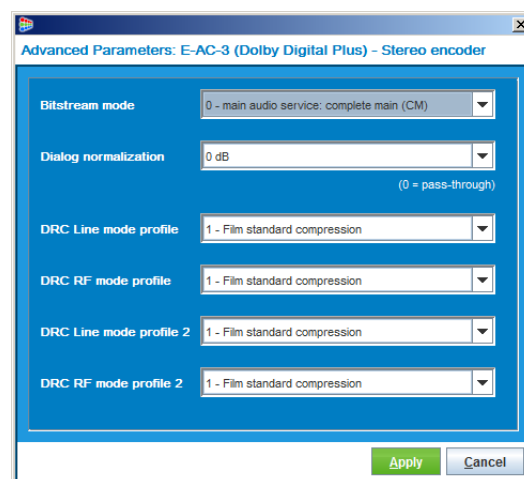 Advanced Parameters: E-AC-3 (Dolby Digital Plus) - Stereo encoder
Bitstream mode 0 - main audio service: complete main (CM)
Dialog normalization 0 dB
(0 = pass-through)
DRC Line mode profile 1 - Film standard compression
DRC RF mode profile 1 - Film standard compression
DRC Line mode profile 2 1 - Film standard compression
DRC RF mode profile 2 1 - Film standard compression
Apply Cancel